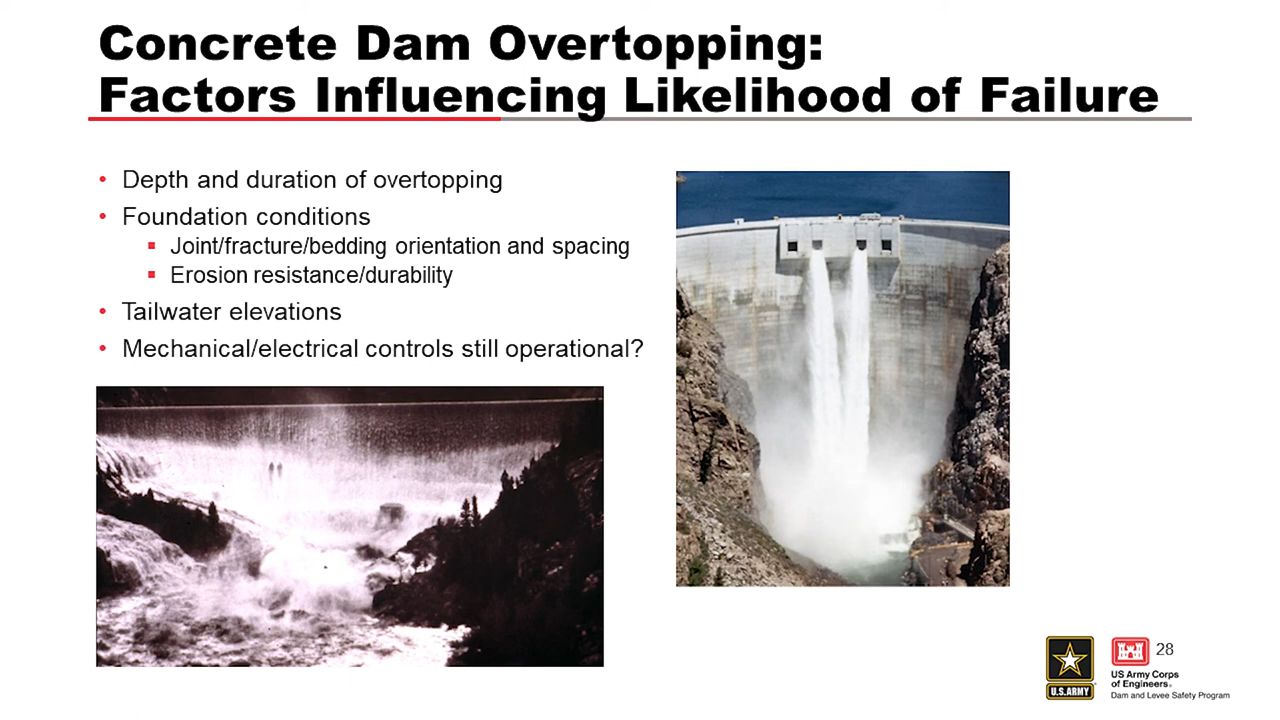 Concrete Dam Overtopping:
Factors Influencing Likelihood of Failure
• Depth and duration of overtopping
• Foundation conditions
▪ Joint/fracture/bedding orientation and spacing
▪ Erosion resistance/durability
• Tailwater elevations
• Mechanical/electrical controls still operational?
28
U.S.ARMY
US Army Corps
of Engineers®
Dam and Levee Safety Program